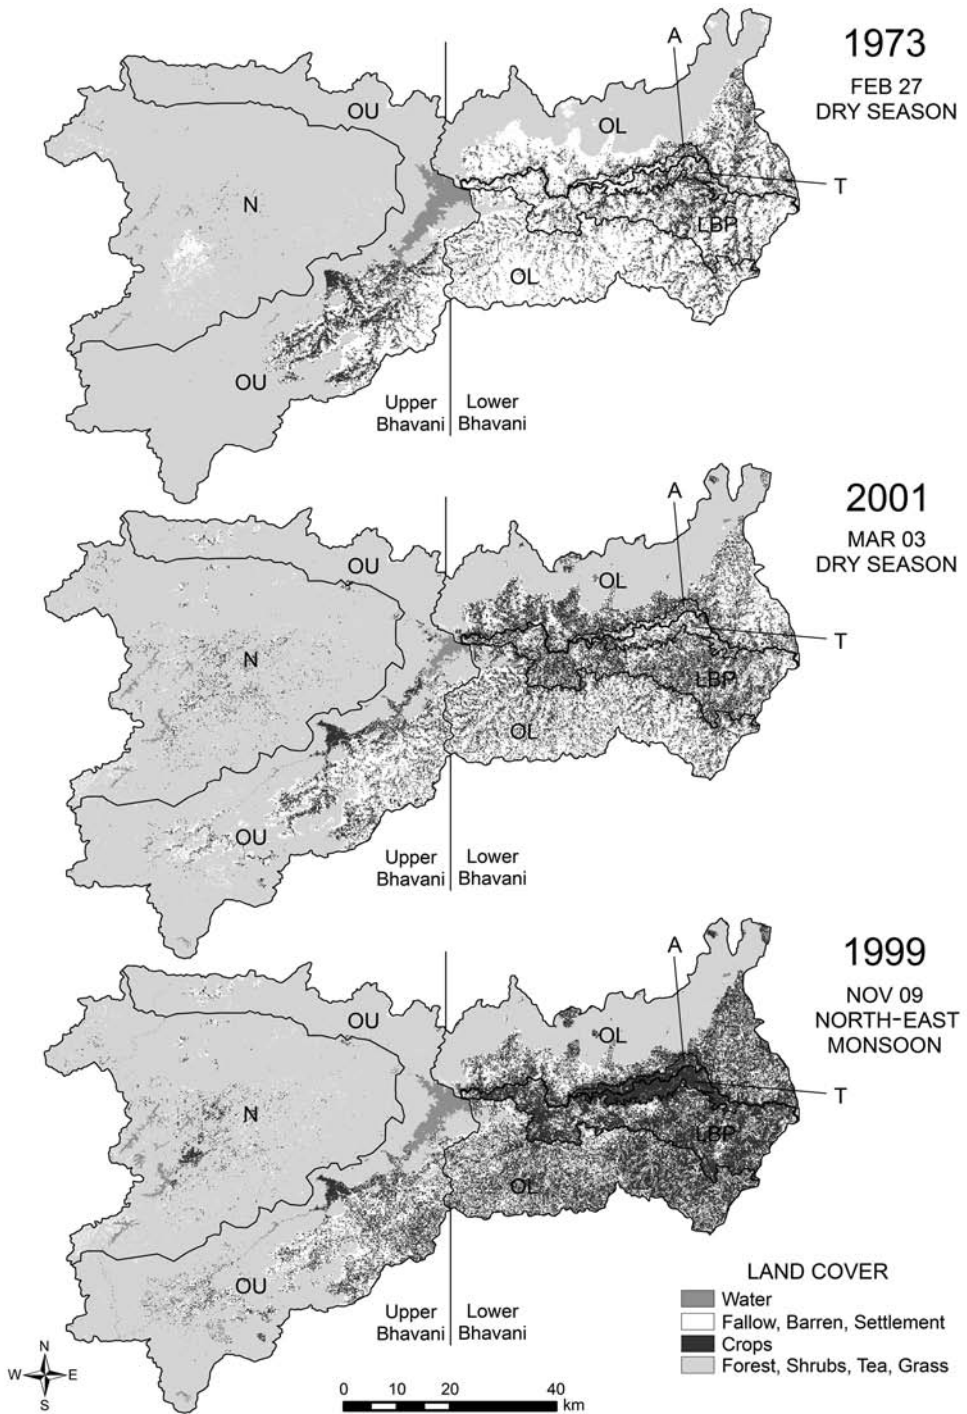 A
1973
FEB 27
DRY SEASON
OU
OL
N
T
LBP
OL
OU
Upper
Bhavani
Lower
Bhavani
A
2001
MAR 03
DRY SEASON
OU
OL
N
T
LBP
OL
OU
Upper
Bhavani
Lower
Bhavani
A
1999
NOV 09
NORTH-EAST
MONSOON
OU
OL
N
T
LBP
OL
OU
Upper
Bhavani
Lower
Bhavani
LAND COVER
Water
Fallow, Barren, Settlement
Crops
Forest, Shrubs, Tea, Grass
N
W E
S
0 10 20 40
km